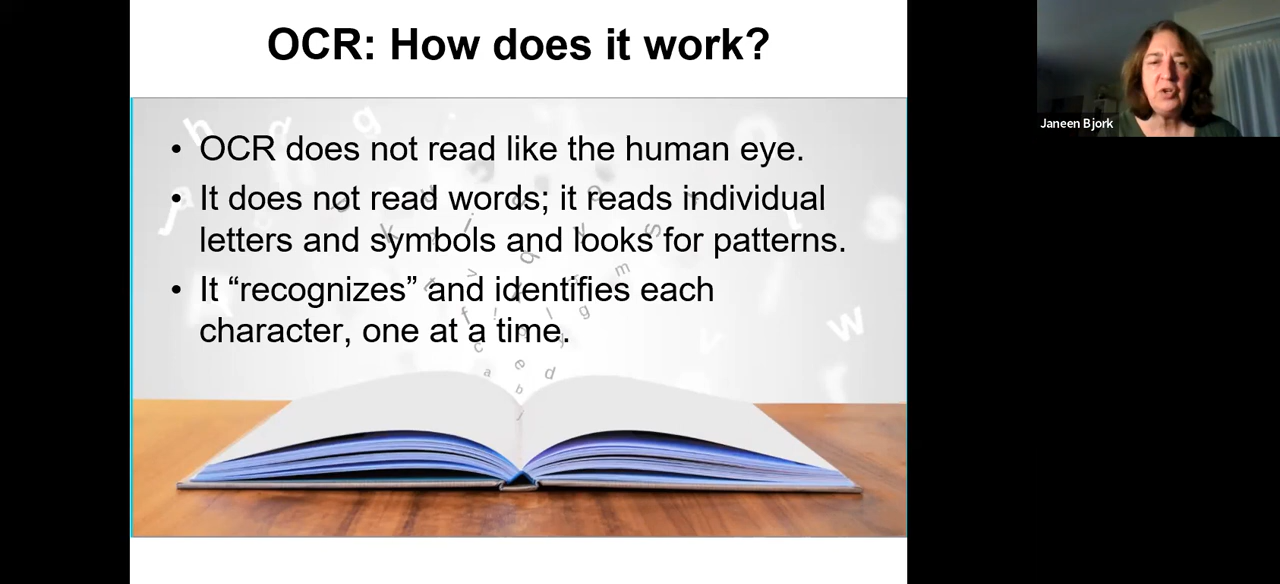 OCR: How does it work?
• OCR does not read like the human eye.
• It does not read words; it reads individual
letters and symbols and looks for patterns.
• It “recognizes” and identifies each
character, one at a time.
Janeen Bjork